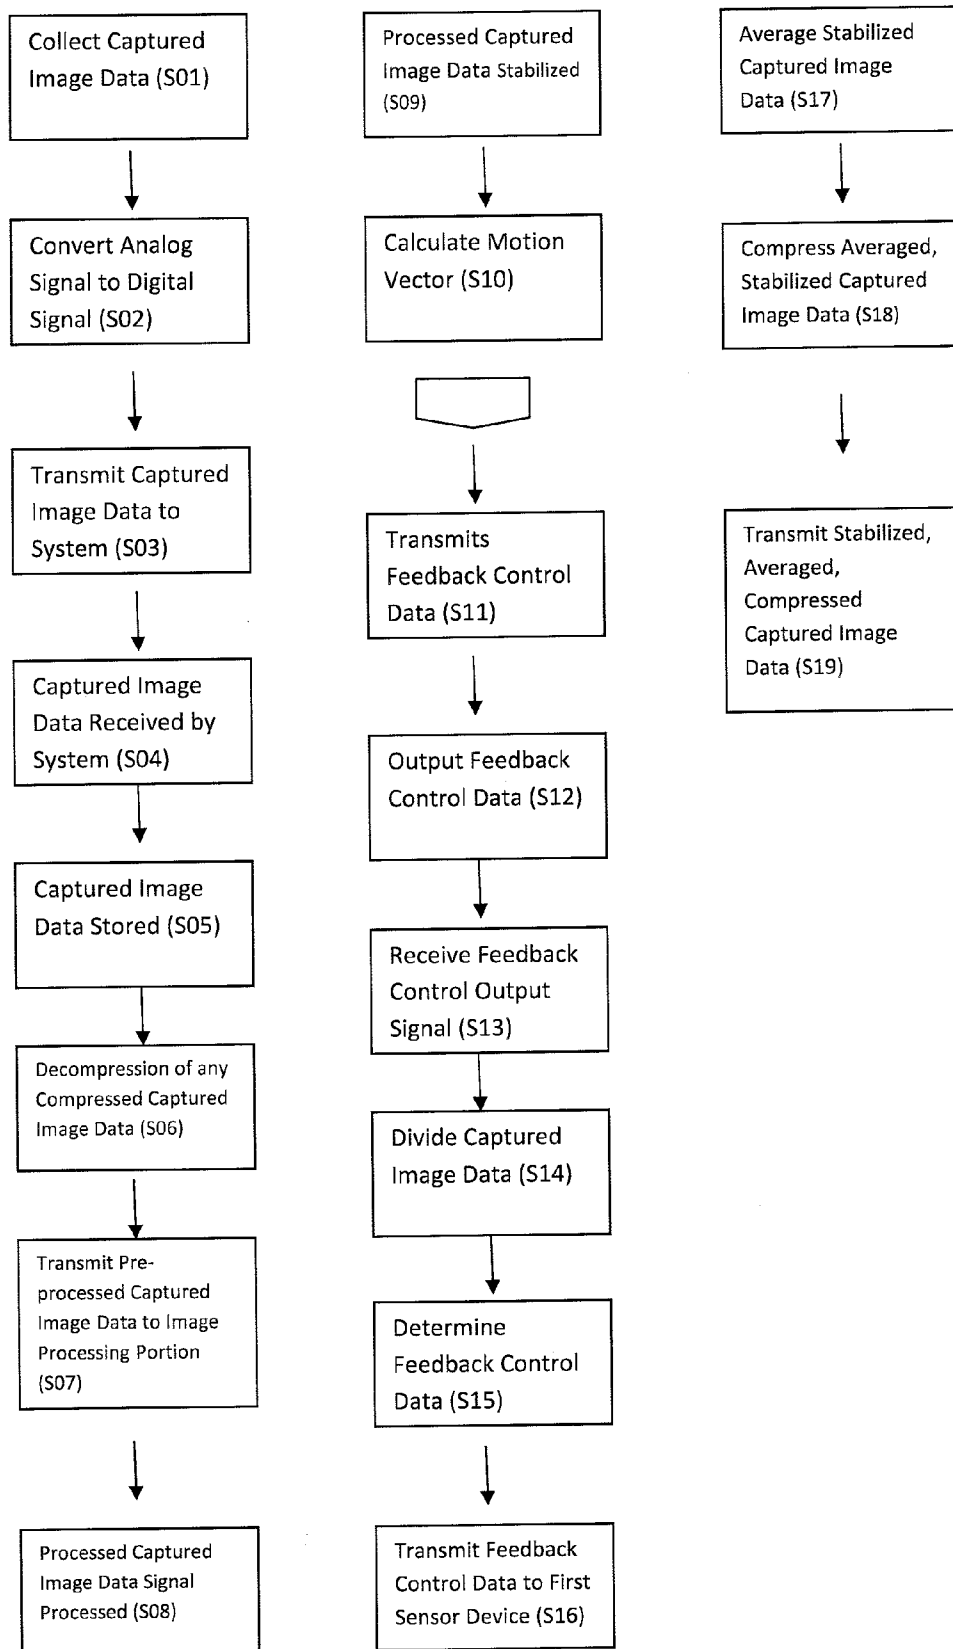 Collect Captured
Image Data (S01)
Convert Analog
Signal to Digital
Signal (S02)
Transmit Captured
Image Data to
System (S03)
Captured Image
Data Received by
System (S04)
Captured Image
Data Stored (S05)
Decompression of any
Compressed Captured
Image Data (S06)
Transmit Pre-
processed Captured
Image Data to Image
Processing Portion
(S07)
Processed Captured
Image Data Signal
Processed (S08)
Processed Captured
Image Data Stabilized
(S09)
Calculate Motion
Vector (S10)
Transmits
Feedback Control
Data (S11)
Output Feedback
Control Data (S12)
Receive Feedback
Control Output
Signal (S13)
Divide Captured
Image Data (S14)
Determine
Feedback Control
Data (S15)
Transmit Feedback
Control Data to First
Sensor Device (S16)
Average Stabilized
Captured Image
Data (S17)
Compress Averaged,
Stabilized Captured
Image Data (S18)
Transmit Stabilized,
Averaged,
Compressed
Captured Image
Data (S19)